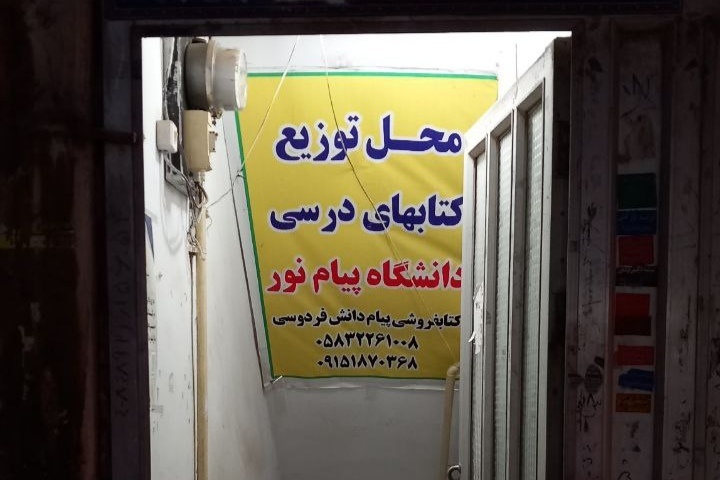 محل توزیع
کتابهای درسی
دانشگاه پیام نور
کتابفروشی پیام دانش فردوسی
۰۵۸۳۲۲۶۱۰۰۸
۰۹۱۵۱۸۷۰۳۶۸